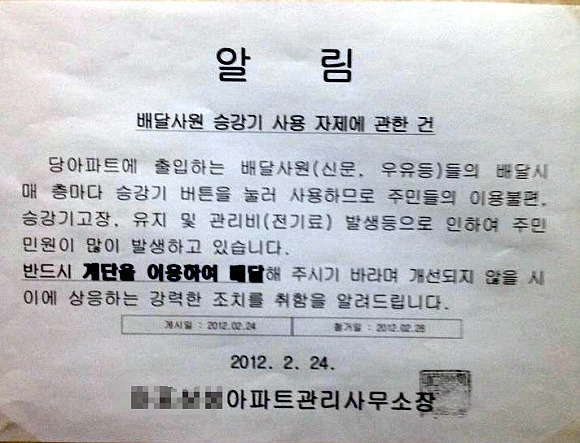 알 림
배달사원 승강기 사용 자제에 관한 건
당아파트에 출입하는 배달사원(신문, 우유등)들의 배달시
매 층마다 승강기 버튼을 눌러 사용하므로 주민들의 이용불편,
승강기고장, 유지 및 관리비(전기료) 발생등으로 인하여 주민
민원이 많이 발생하고 있습니다.
반드시 계단을 이용하여 배달해 주시기 바라며 개선되지 않을 시
이에 상응하는 강력한 조치를 취함을 알려드립니다.
게시일 : 2012.02.24 철거일 : 2012.02.28
2012. 2. 24.
아파트관리사무소장